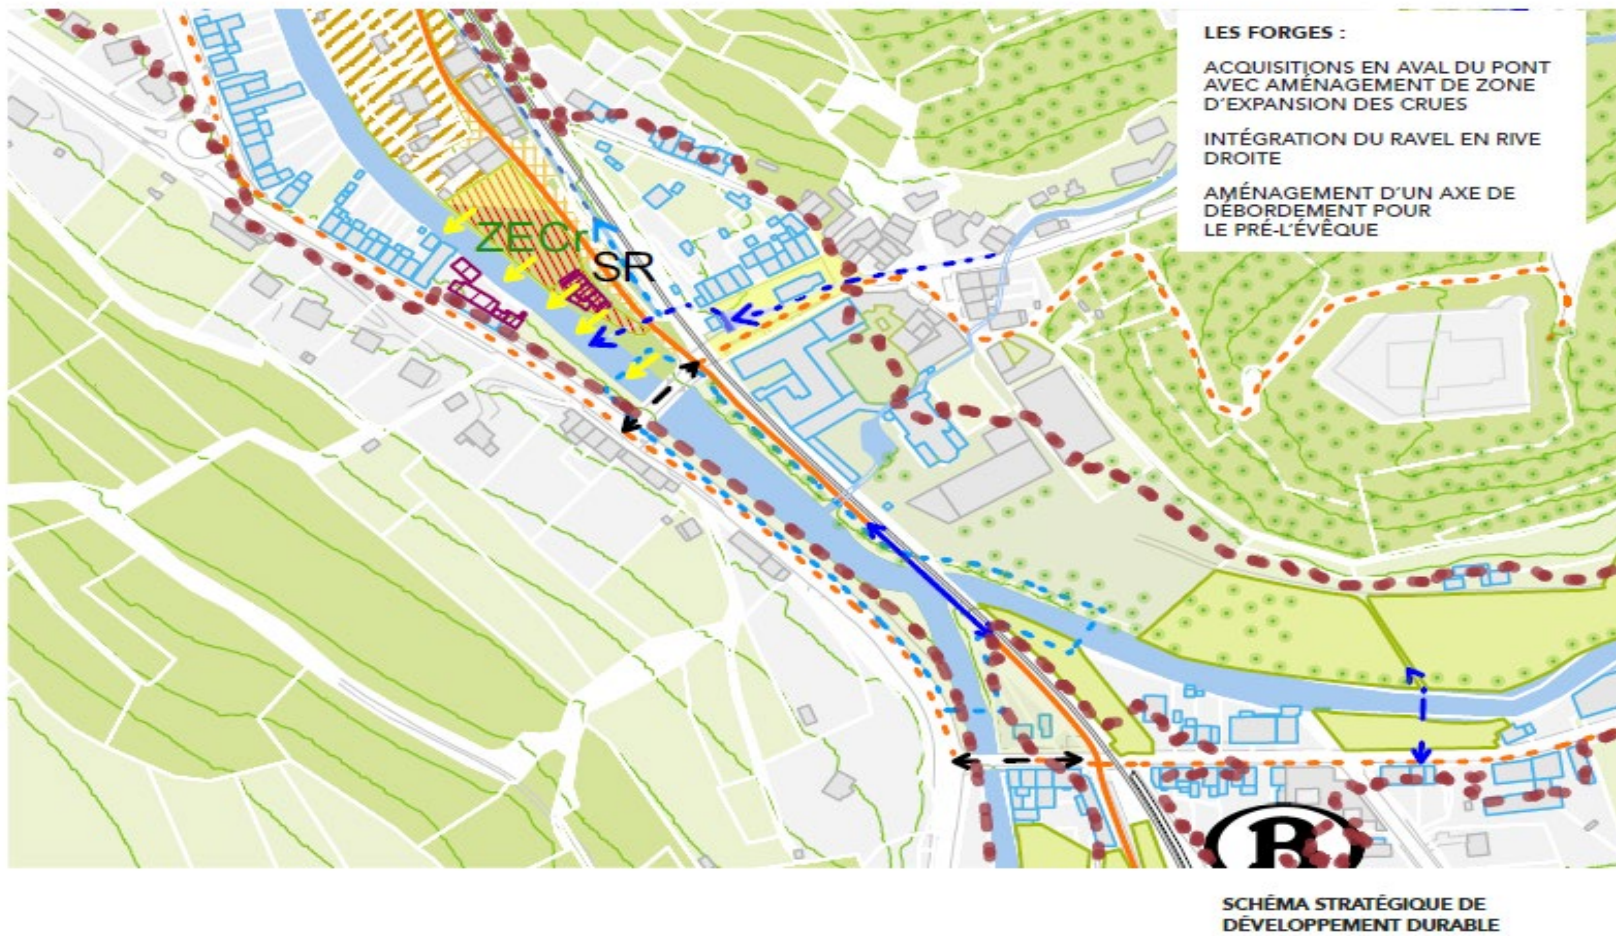 LES FORGES :
ACQUISITIONS EN AVAL DU PONT
AVEC AMÉNAGEMENT DE ZONE
D'EXPANSION DES CRUES
INTÉGRATION DU RAVEL EN RIVE
DROITE
AMÉNAGEMENT D'UN AXE DE
DÉBORDEMENT POUR
LE PRÉ-L'ÉVÊQUE
ZECr
SR
B
SCHÉMA STRATÉGIQUE DE
DÉVELOPPEMENT DURABLE